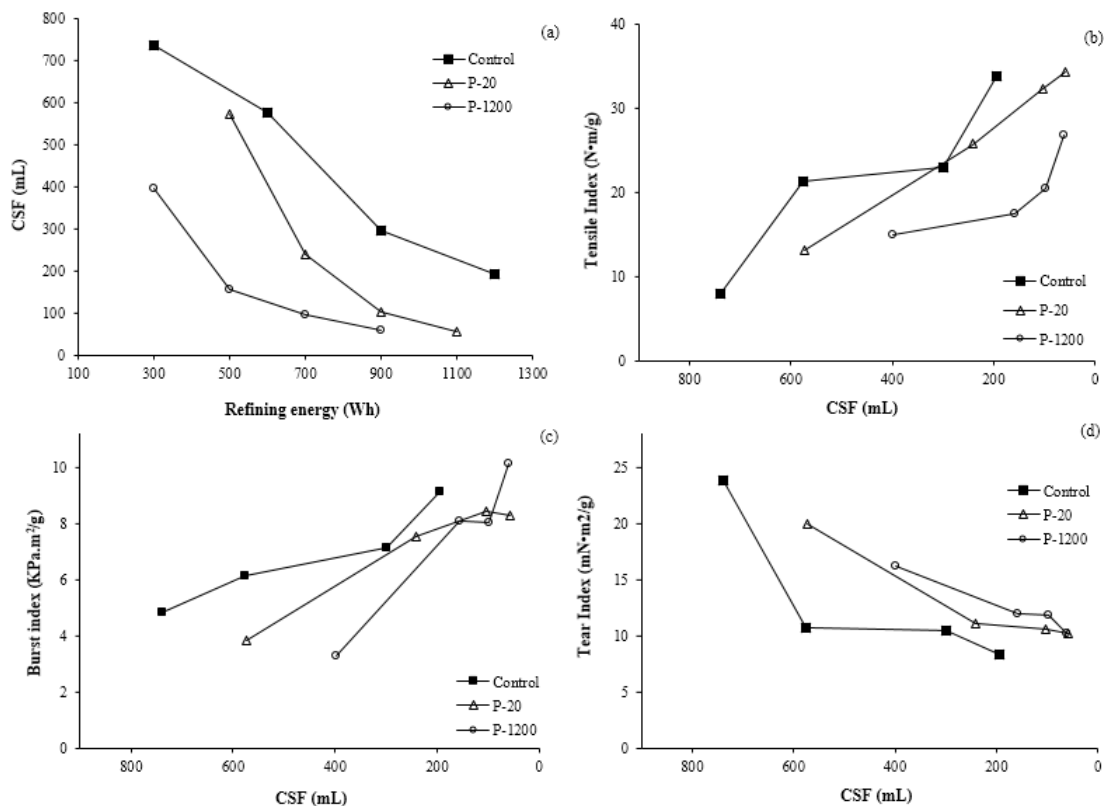 (a)
800
700
600
500
400
300
200
100
0
CSF (mL)
Control
P-20
P-1200
100 300 500 700 900 1100 1300
Refining energy (Wh)
(b)
40
30
20
10
0
Tensile Index (N•m/g)
Control
P-20
P-1200
800 600 400 200 0
CSF (mL)
(c)
10
8
6
4
2
0
Burst index (KPa.m²/g)
Control
P-20
P-1200
800 600 400 200 0
CSF (mL)
(d)
25
20
15
10
5
0
Tear Index (mN•m2/g)
Control
P-20
P-1200
800 600 400 200 0
CSF (mL)